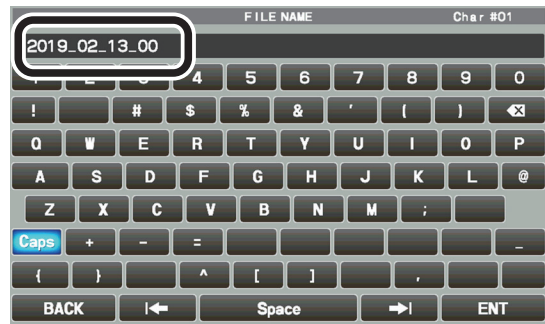 FILE NAME Char #01
2019_02_13_00
4 5 6 7 8 9 0
! # $ % & ' ( )
Q W E R T Y U I O P
A S D F G H J K L @
Z X C V B N M ;
Caps + - = _
{ } ^ [ ] ,
BACK Space ENT